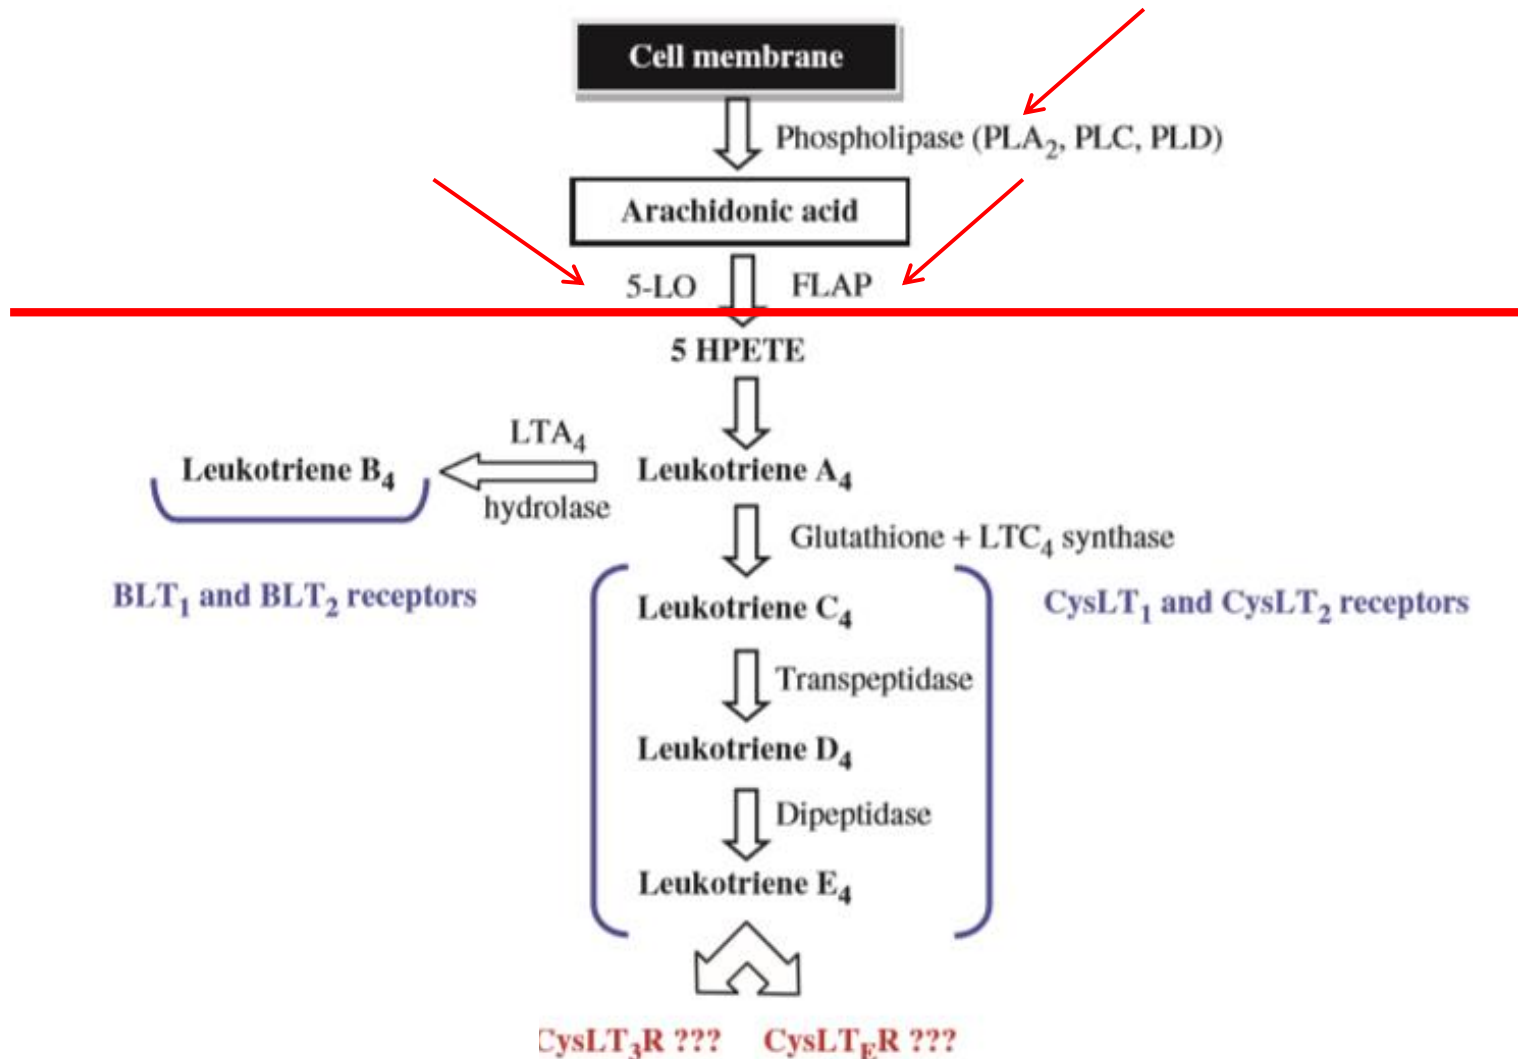 Cell membrane
Phospholipase (PLA₂, PLC, PLD)
Arachidonic acid
5-LO FLAP
5 HPETE
LTA₄
Leukotriene B₄ Leukotriene A₄
hydrolase
Glutathione + LTC₄ synthase
BLT₁ and BLT₂ receptors Leukotriene C₄ CysLT₁ and CysLT₂ receptors
Transpeptidase
Leukotriene D₄
Dipeptidase
Leukotriene E₄
CysLT₃R ??? CysLTER ???